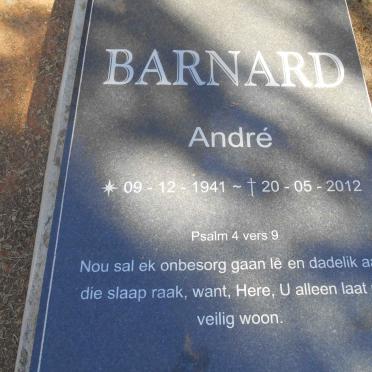 BARNARD
André
09 - 12 - 1941 ~ † 20 - 05 - 2012
Psalm 4 vers 9
Nou sal ek onbesorg gaan lê en dadelik
die slaap raak, want, Here, U alleen laat
veilig woon.